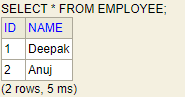 SELECT * FROM EMPLOYEE;
ID NAME
1 Deepak
2 Anuj
(2 rows, 5 ms)